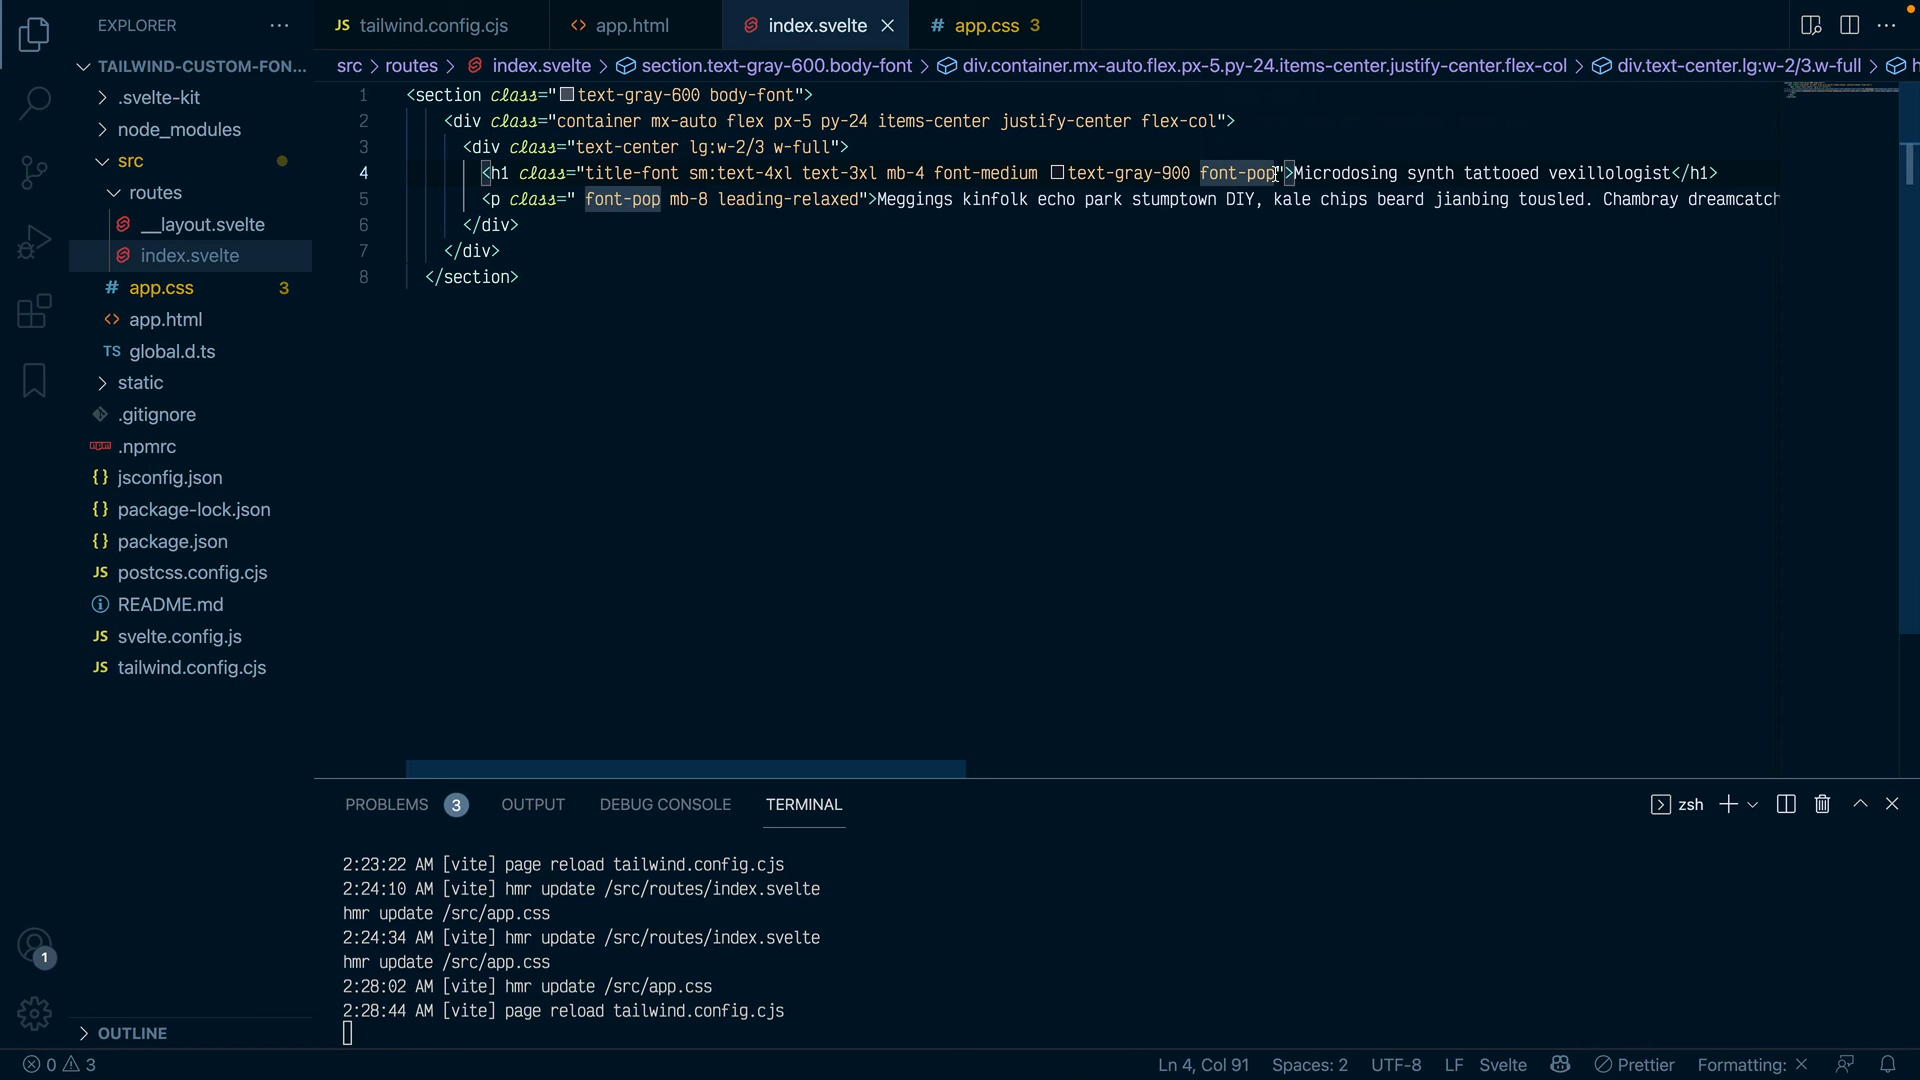 EXPLORER
TAILWIND-CUSTOM-FON...
.svelte-kit
node_modules
src
routes
__layout.svelte
index.svelte
app.css 3
app.html
TS global.d.ts
static
.gitignore
.npmrc
{} jsconfig.json
{} package-lock.json
{} package.json
JS postcss.config.cjs
README.md
JS svelte.config.js
JS tailwind.config.cjs
OUTLINE
1
JS tailwind.config.cjs
<> app.html
index.svelte
# app.css 3
src > routes > index.svelte > section.text-gray-600.body-font > div.container.mx-auto.flex.px-5.py-24.items-center.justify-center.flex-col > div.text-center.lg:w-2/3.w-full > h
1 <section class="text-gray-600 body-font">
2 <div class="container mx-auto flex px-5 py-24 items-center justify-center flex-col">
3 <div class="text-center lg:w-2/3 w-full">
4 <h1 class="title-font sm:text-4xl text-3xl mb-4 font-medium text-gray-900 font-pop">Microdosing synth tattooed vexillologist</h1>
5 <p class=" font-pop mb-8 leading-relaxed">Meggings kinfolk echo park stumptown DIY, kale chips beard jianbing tousled. Chambray dreamcatch
6 </div>
7 </div>
8 </section>
PROBLEMS 3 OUTPUT DEBUG CONSOLE TERMINAL
zsh
2:23:22 AM [vite] page reload tailwind.config.cjs
2:24:10 AM [vite] hmr update /src/routes/index.svelte
hmr update /src/app.css
2:24:34 AM [vite] hmr update /src/routes/index.svelte
hmr update /src/app.css
2:28:02 AM [vite] hmr update /src/app.css
2:28:44 AM [vite] page reload tailwind.config.cjs
0 3
Ln 4, Col 91 Spaces: 2 UTF-8 LF Svelte Prettier Formatting: ×